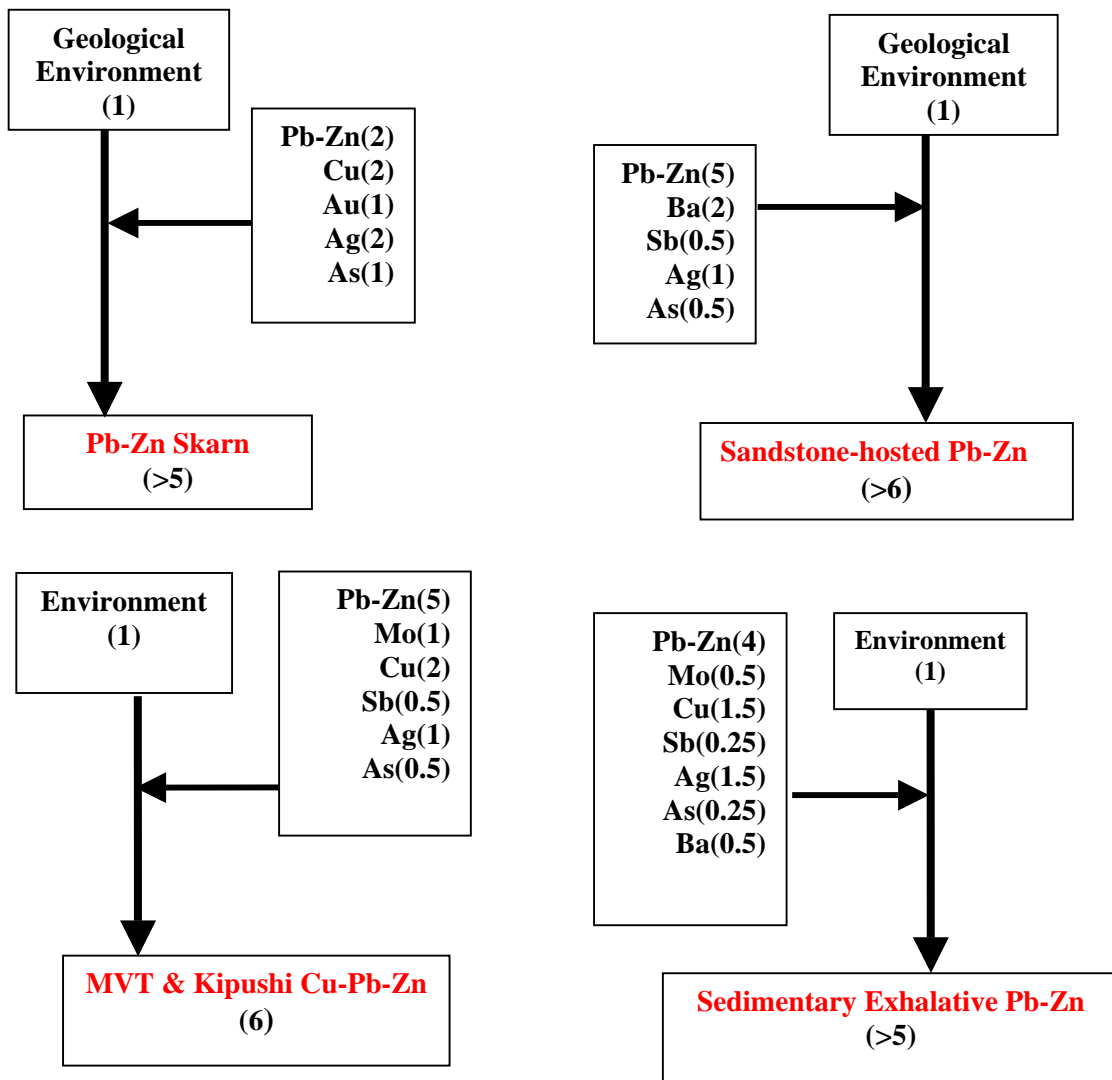 Geological
Environment
(1)
Pb-Zn(2)
Cu(2)
Au(1)
Ag(2)
As(1)
Pb-Zn Skarn
(>5)
Geological
Environment
(1)
Pb-Zn(5)
Ba(2)
Sb(0.5)
Ag(1)
As(0.5)
Sandstone-hosted Pb-Zn
(>6)
Environment
(1)
Pb-Zn(5)
Mo(1)
Cu(2)
Sb(0.5)
Ag(1)
As(0.5)
MVT & Kipushi Cu-Pb-Zn
(6)
Pb-Zn(4)
Mo(0.5)
Cu(1.5)
Sb(0.25)
Ag(1.5)
As(0.25)
Ba(0.5)
Environment
(1)
Sedimentary Exhalative Pb-Zn
(>5)